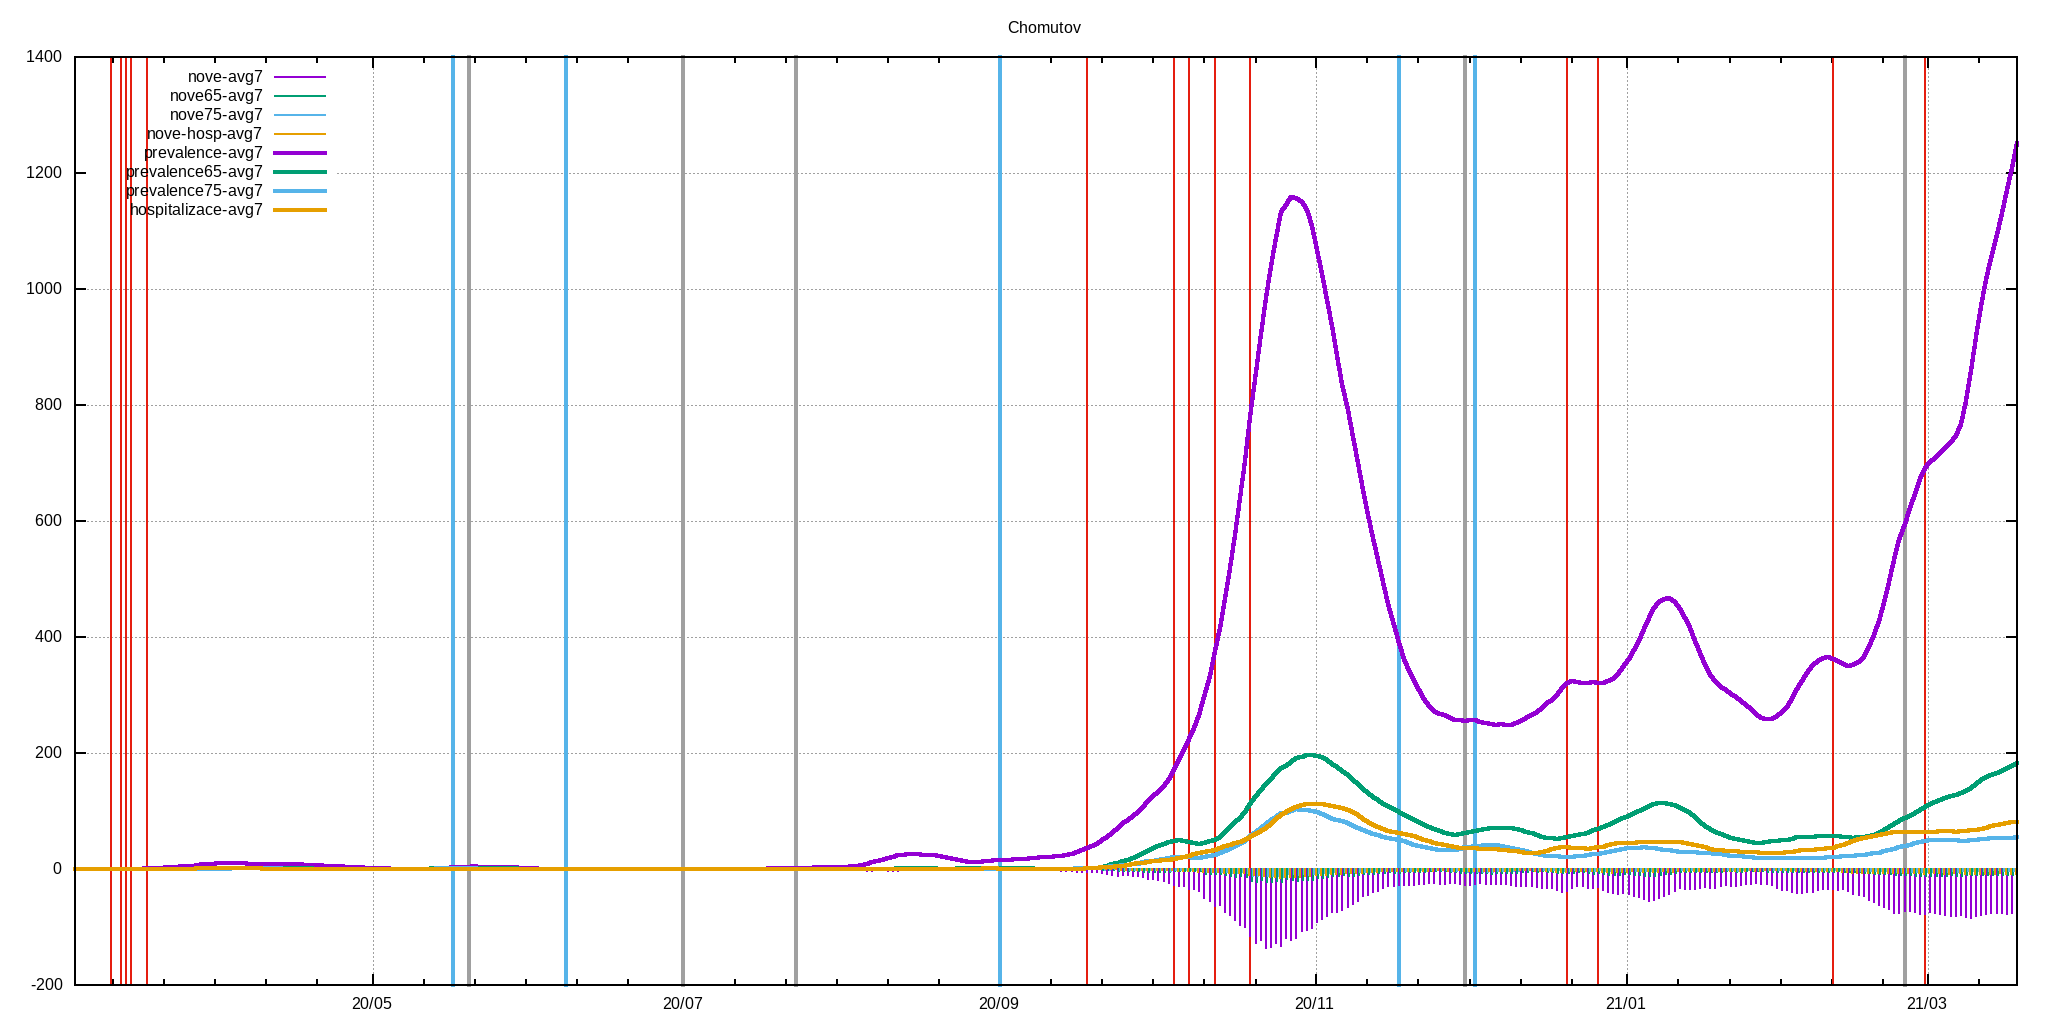 Chomutov
1400
1200
1000
800
600
400
200
0
-200
nove-avg7
nove65-avg7
nove75-avg7
nove-hosp-avg7
prevalence-avg7
prevalence65-avg7
prevalence75-avg7
hospitalizace-avg7
20/05 20/07 20/09 20/11 21/01 21/03